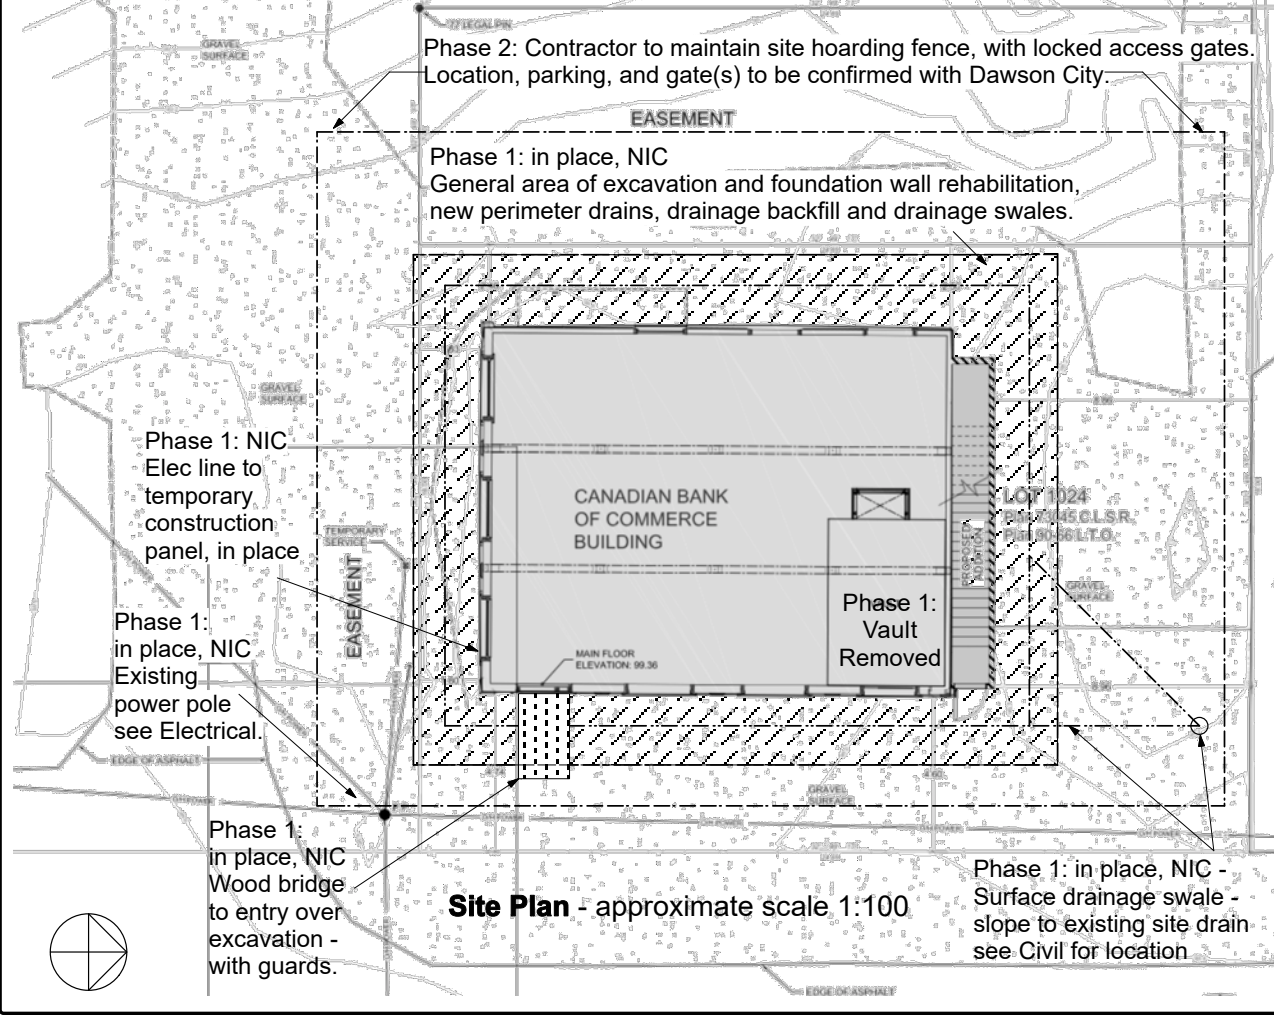 '77 LEGAL PIN
GRAVEL
SURFACE
Phase 2: Contractor to maintain site hoarding fence, with locked access gates.
Location, parking, and gate(s) to be confirmed with Dawson City.
EASEMENT
Phase 1: in place, NIC
General area of excavation and foundation wall rehabilitation,
new perimeter drains, drainage backfill and drainage swales.
GRAVEL
SURFACE
Phase 1: NIC
Elec line to
temporary
construction
panel, in place
TEMPORARY
SERVICE
EASEMENT
CANADIAN BANK
OF COMMERCE
BUILDING
LOT 1024
PROPOSED
ADDITION
GRAVEL
SURFACE
Phase 1:
Vault
Removed
MAIN FLOOR
ELEVATION: 99.36
Phase 1:
in place, NIC
Existing
power pole
see Electrical.
EDGE OF ASPHALT
GRAVEL
SURFACE
Phase 1:
in place, NIC
Wood bridge
to entry over
excavation -
with guards.
Site Plan - approximate scale 1:100
Phase 1: in place, NIC -
Surface drainage swale -
slope to existing site drain
see Civil for location
EDGE OF ASPHALT